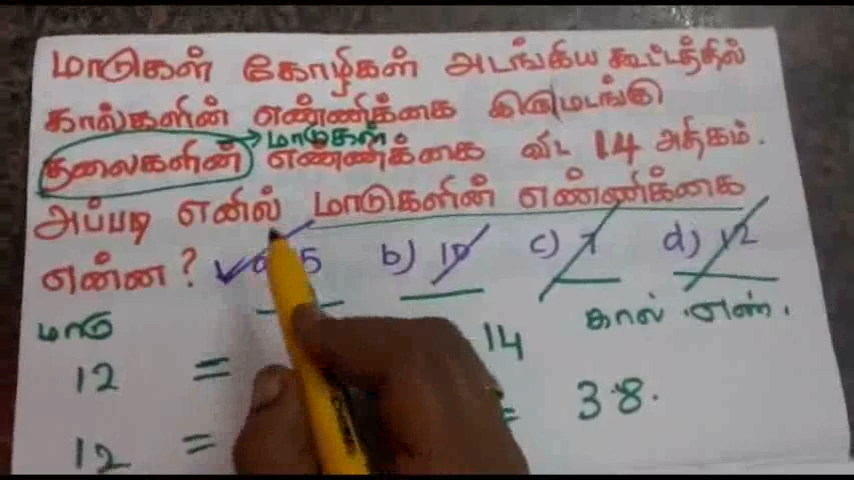 மாடுகள் கோழிகள் அடங்கிய கூட்டத்தில்
கால்களின் எண்ணிக்கை இருமடங்கு
மாடுகள்.
தலைகளின் எண்ணிக்கை விட 14 அதிகம்.
அப்படி எனில் மாடுகளின் எண்ணிக்கை
என்ன? 5 b) 10 c) 7 d) 12
மாடு 14 கால் எண்.
12 = = 38.
12 =